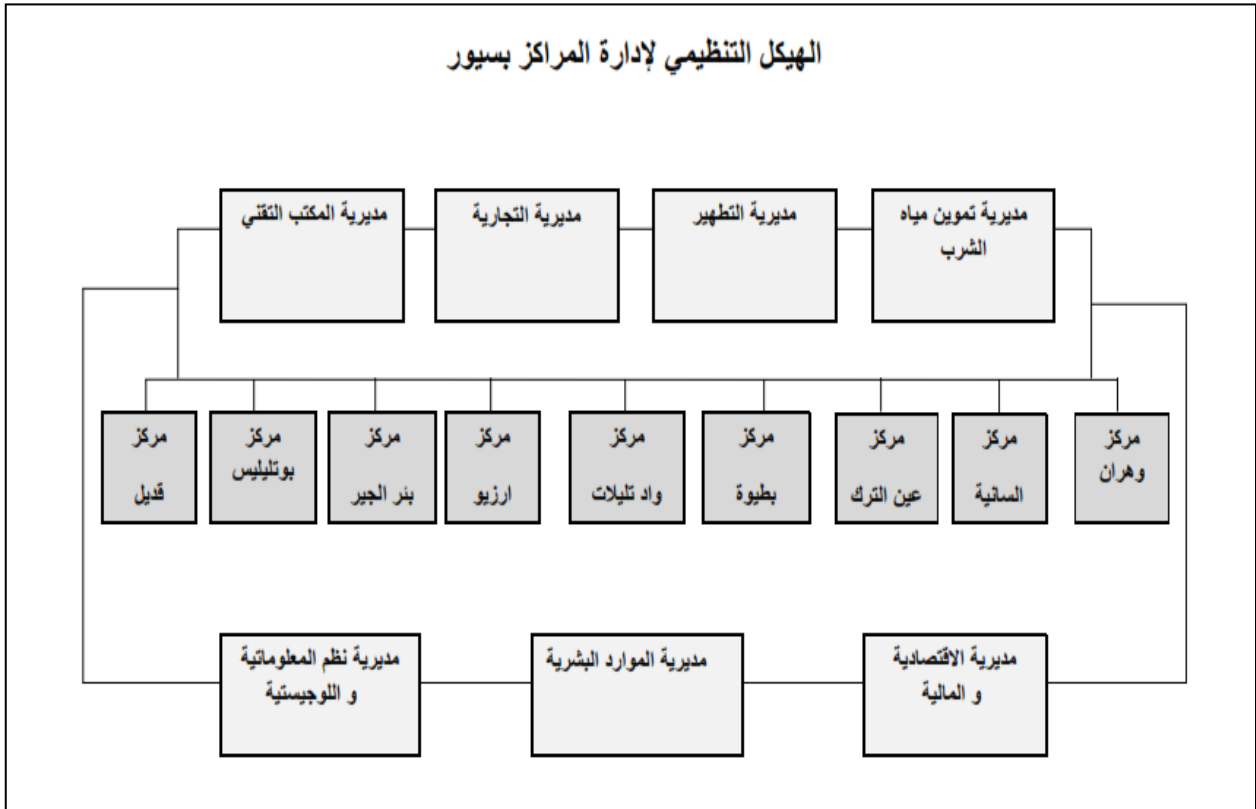 الهيكل التنظيمي لإدارة المراكز بسيور
مديرية تموين مياه
الشرب
مديرية التطهير
مديرية التجارية
مديرية المكتب التقني
مركز
وهران
مركز
السانية
مركز
عين الترك
مركز
بطيوة
مركز
واد تليلات
مركز
ارزيو
مركز
بئر الجير
مركز
بوتليليس
مركز
قديل
مديرية الاقتصادية
و المالية
مديرية الموارد البشرية
مديرية نظم المعلوماتية
و اللوجيستية